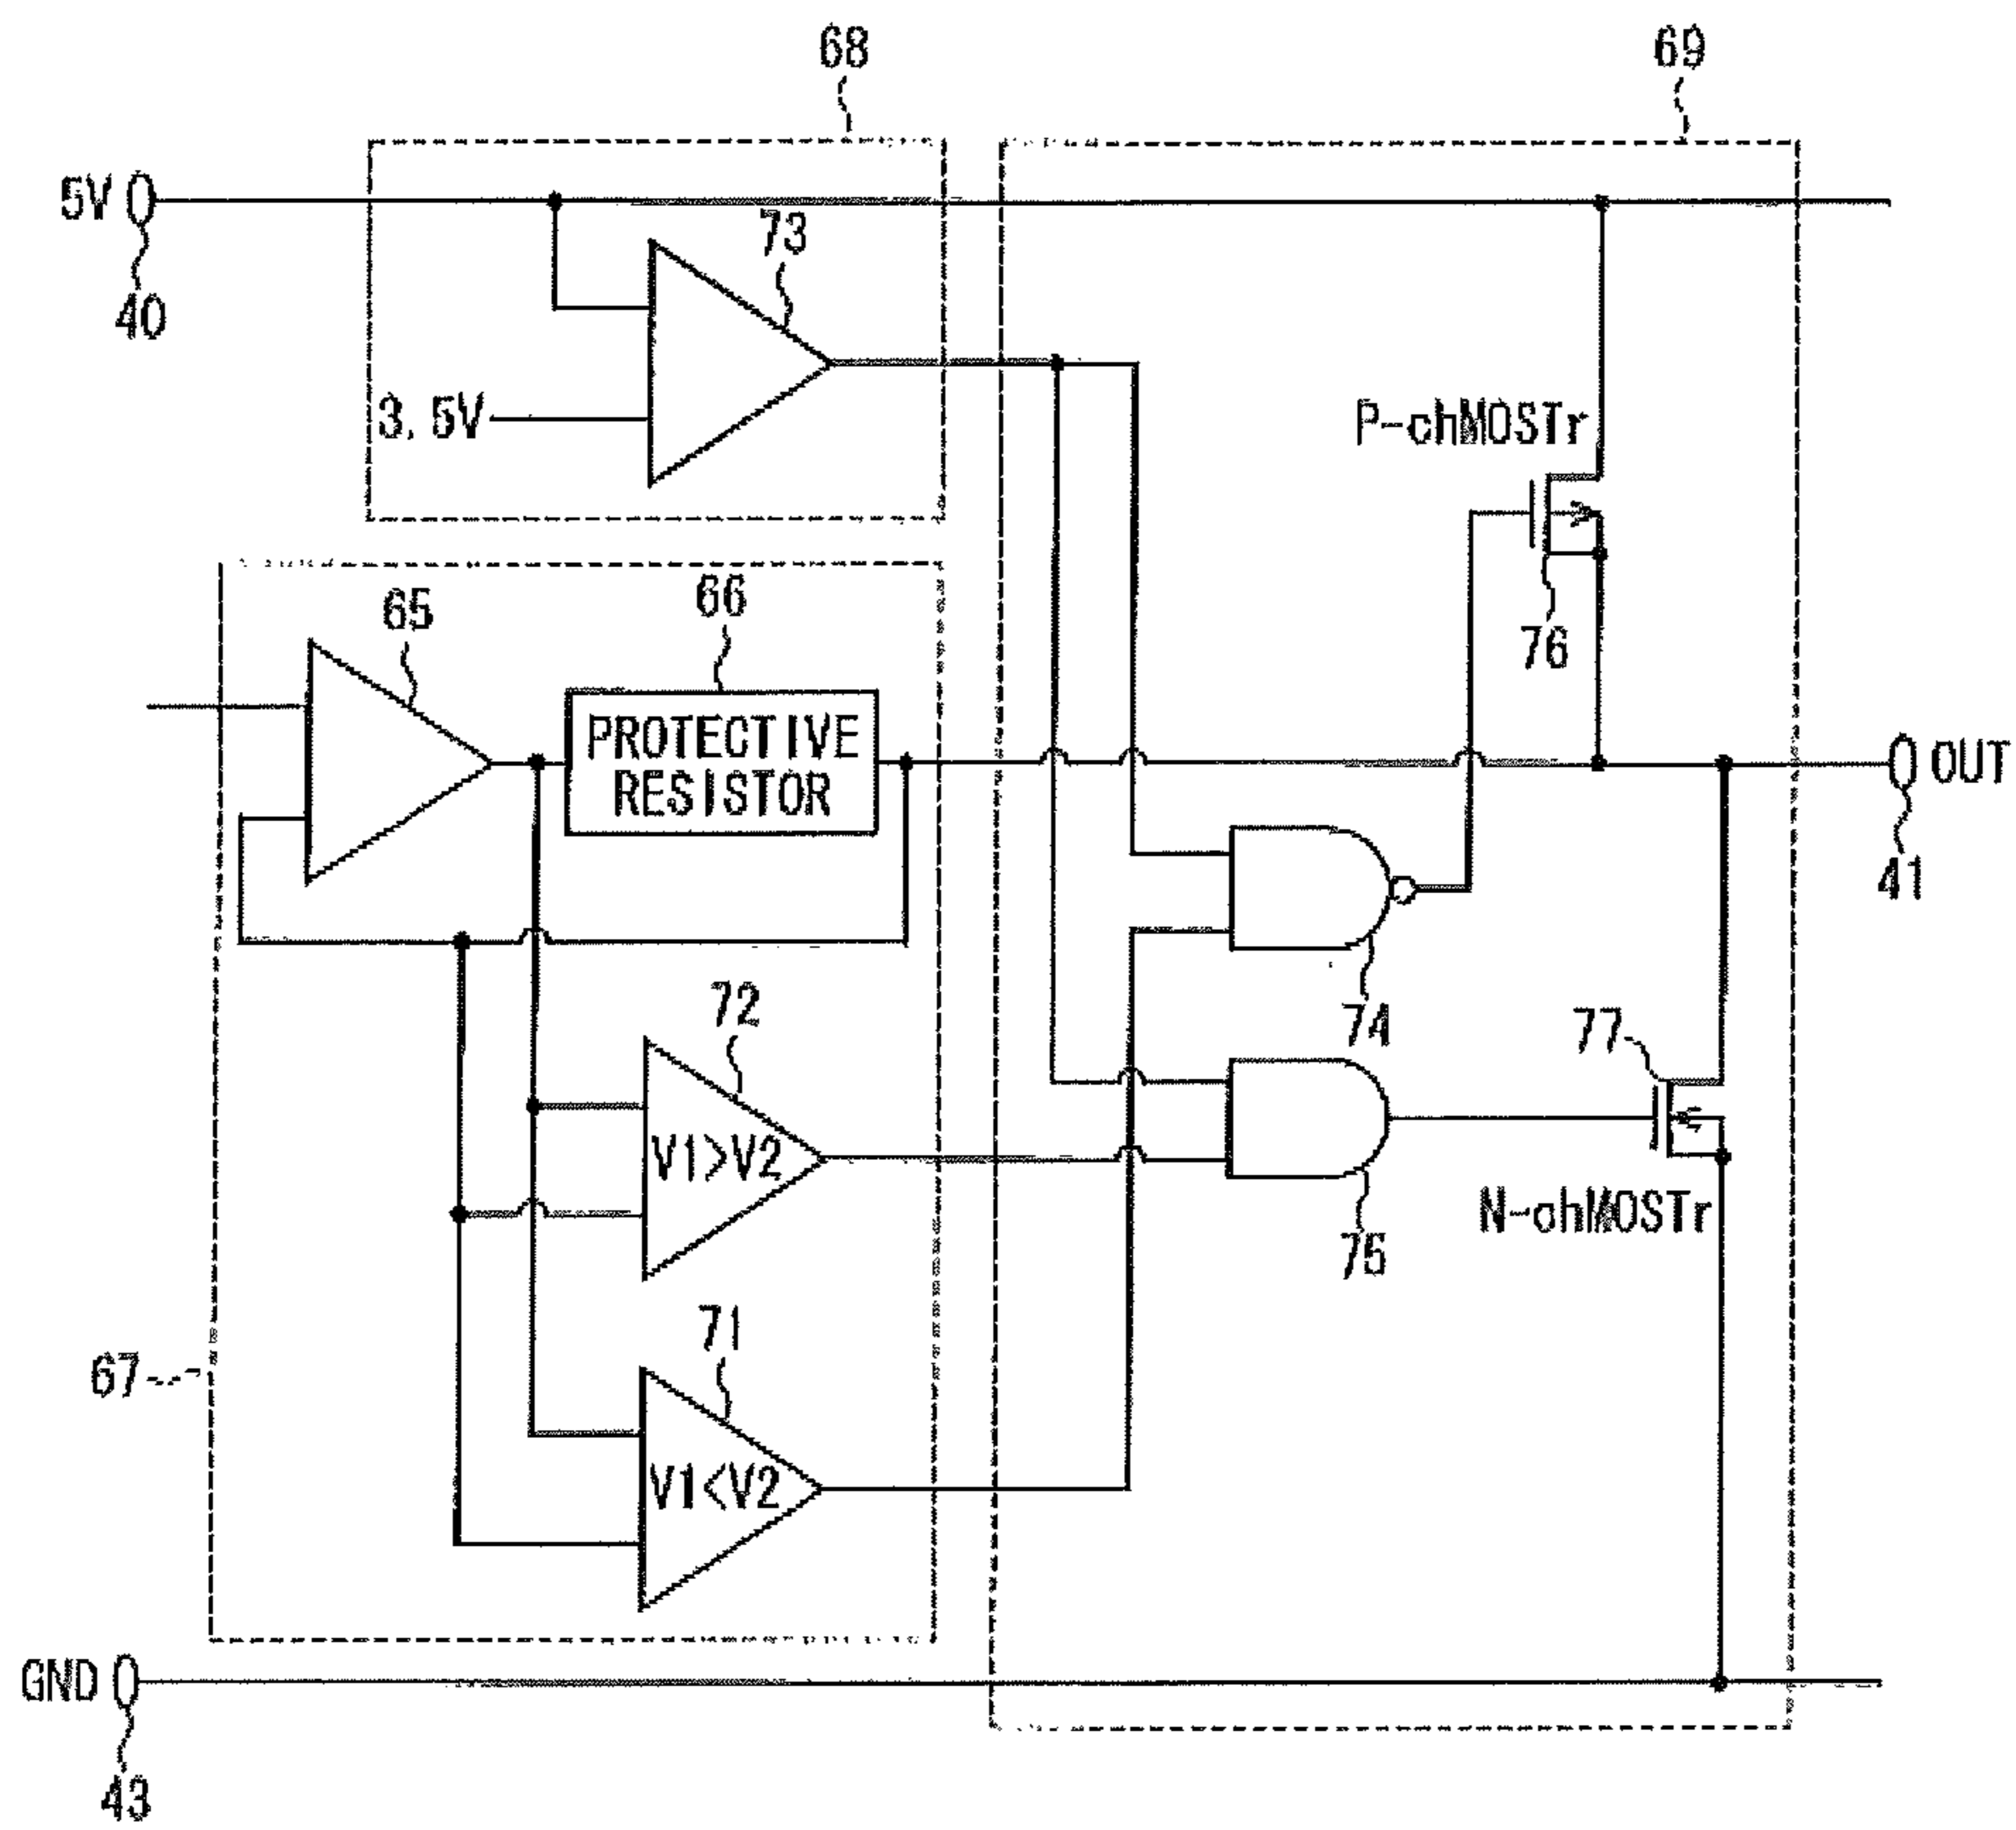 68
69
5V
40
73
3.5V
P-chMOSTr
76
65
66
PROTECTIVE
RESISTOR
OUT
41
74
72
V1>V2
77
75
N-chMOSTr
71
V1<V2
67
GND
43